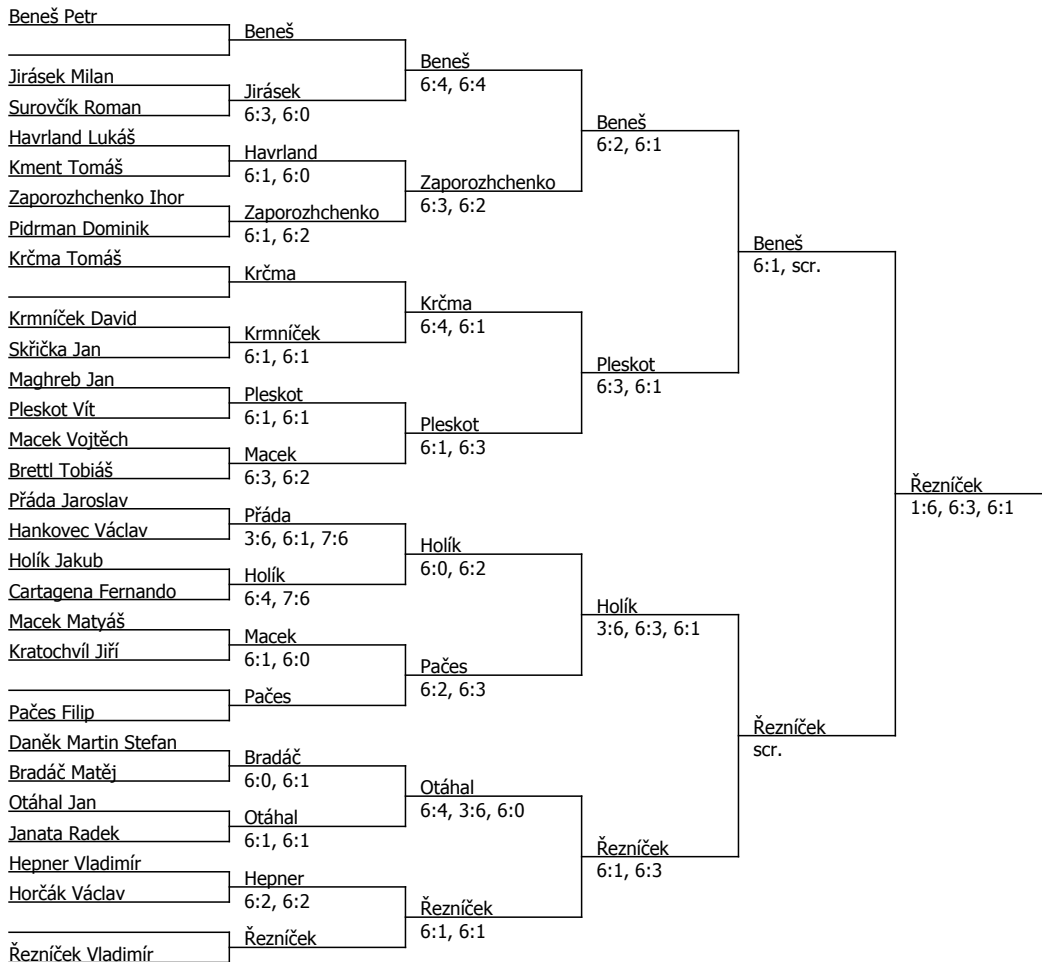 Beneš Petr
Jirásek Milan
Surovčík Roman
Havrland Lukáš
Kment Tomáš
Zaporozhchenko Ihor
Pidrman Dominik
Krčma Tomáš
Krmníček David
Skřička Jan
Maghreb Jan
Pleskot Vít
Macek Vojtěch
Brettl Tobiáš
Přáda Jaroslav
Hankovec Václav
Holík Jakub
Cartagena Fernando
Macek Matyáš
Kratochvíl Jiří
Pačes Filip
Daněk Martin Stefan
Bradáč Matěj
Otáhal Jan
Janata Radek
Hepner Vladimír
Horčák Václav
Řezníček Vladimír
Beneš
Jirásek
6:3, 6:0
Havrland
6:1, 6:0
Zaporozhchenko
6:1, 6:2
Krčma
Krmníček
6:1, 6:1
Pleskot
6:1, 6:1
Macek
6:3, 6:2
Přáda
3:6, 6:1, 7:6
Holík
6:4, 7:6
Macek
6:1, 6:0
Pačes
Bradáč
6:0, 6:1
Otáhal
6:1, 6:1
Hepner
6:2, 6:2
Řezníček
Beneš
6:4, 6:4
Zaporozhchenko
6:3, 6:2
Krčma
6:4, 6:1
Pleskot
6:1, 6:3
Holík
6:0, 6:2
Pačes
6:2, 6:3
Otáhal
6:4, 3:6, 6:0
Řezníček
6:1, 6:1
Beneš
6:2, 6:1
Pleskot
6:3, 6:1
Holík
3:6, 6:3, 6:1
Řezníček
6:1, 6:3
Beneš
6:1, scr.
Řezníček
scr.
Řezníček
1:6, 6:3, 6:1